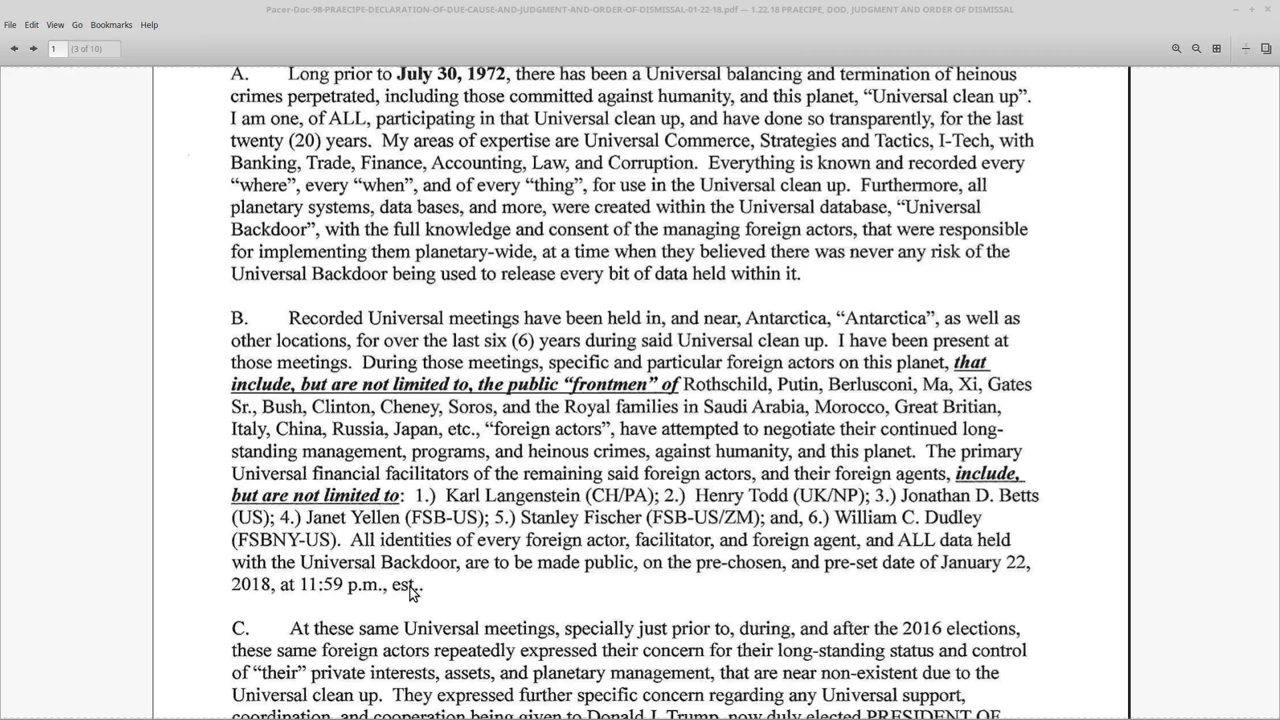 Pacer-Doc-98-PRAECIPE-DECLARATION-OF-DUE-CAUSE-AND-JUDGMENT-AND-ORDER-OF-DISMISSAL-01-22-18.pdf — 1.22.18 PRAECIPE, DOD, JUDGMENT AND ORDER OF DISMISSAL
File Edit View Go Bookmarks Help
1 (3 of 10)
A. Long prior to July 30, 1972, there has been a Universal balancing and termination of heinous
crimes perpetrated, including those committed against humanity, and this planet, “Universal clean up”.
I am one, of ALL, participating in that Universal clean up, and have done so transparently, for the last
twenty (20) years. My areas of expertise are Universal Commerce, Strategies and Tactics, I-Tech, with
Banking, Trade, Finance, Accounting, Law, and Corruption. Everything is known and recorded every
“where”, every “when”, and of every “thing”, for use in the Universal clean up. Furthermore, all
planetary systems, data bases, and more, were created within the Universal database, “Universal
Backdoor”, with the full knowledge and consent of the managing foreign actors, that were responsible
for implementing them planetary-wide, at a time when they believed there was never any risk of the
Universal Backdoor being used to release every bit of data held within it.
B. Recorded Universal meetings have been held in, and near, Antarctica, “Antarctica”, as well as
other locations, for over the last six (6) years during said Universal clean up. I have been present at
those meetings. During those meetings, specific and particular foreign actors on this planet, that
include, but are not limited to, the public “frontmen” of Rothschild, Putin, Berlusconi, Ma, Xi, Gates
Sr., Bush, Clinton, Cheney, Soros, and the Royal families in Saudi Arabia, Morocco, Great Britian,
Italy, China, Russia, Japan, etc., “foreign actors”, have attempted to negotiate their continued long-
standing management, programs, and heinous crimes, against humanity, and this planet. The primary
Universal financial facilitators of the remaining said foreign actors, and their foreign agents, include,
but are not limited to: 1.) Karl Langenstein (CH/PA); 2.) Henry Todd (UK/NP); 3.) Jonathan D. Betts
(US); 4.) Janet Yellen (FSB-US); 5.) Stanley Fischer (FSB-US/ZM); and, 6.) William C. Dudley
(FSBNY-US). All identities of every foreign actor, facilitator, and foreign agent, and ALL data held
with the Universal Backdoor, are to be made public, on the pre-chosen, and pre-set date of January 22,
2018, at 11:59 p.m., est..
C. At these same Universal meetings, specially just prior to, during, and after the 2016 elections,
these same foreign actors repeatedly expressed their concern for their long-standing status and control
of “their” private interests, assets, and planetary management, that are near non-existent due to the
Universal clean up. They expressed further specific concern regarding any Universal support,
coordination, and cooperation being given to Donald J. Trump, now duly elected PRESIDENT OF